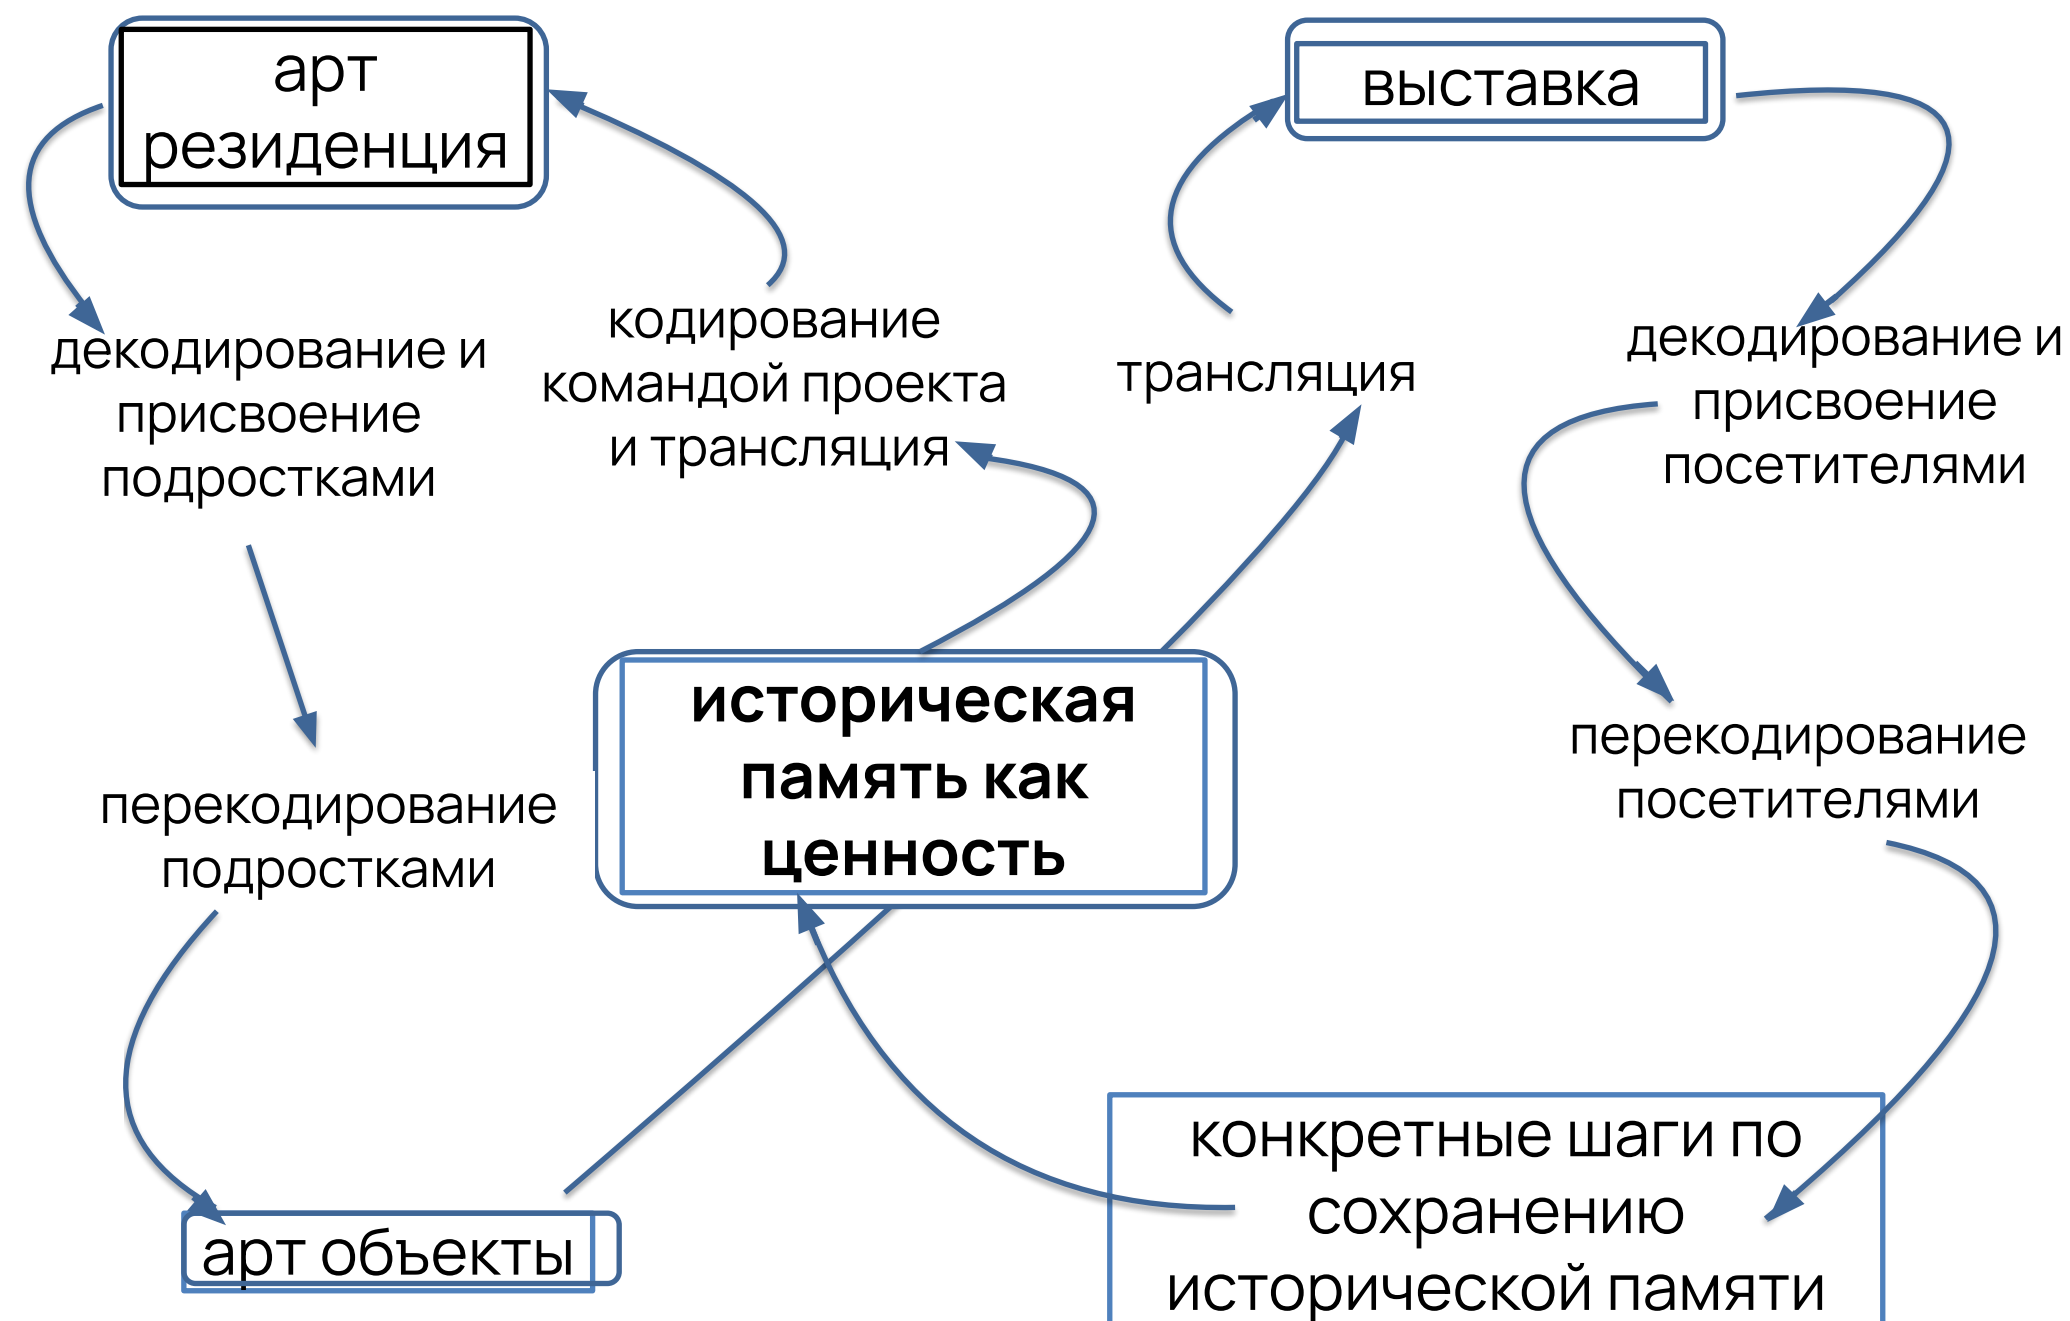 арт
резиденция
выставка
кодирование
командой проекта
и трансляция
трансляция
декодирование и
присвоение
подростками
декодирование и
присвоение
посетителями
историческая
память как
ценность
перекодирование
подростками
перекодирование
посетителями
арт объекты
конкретные шаги по
сохранению
исторической памяти